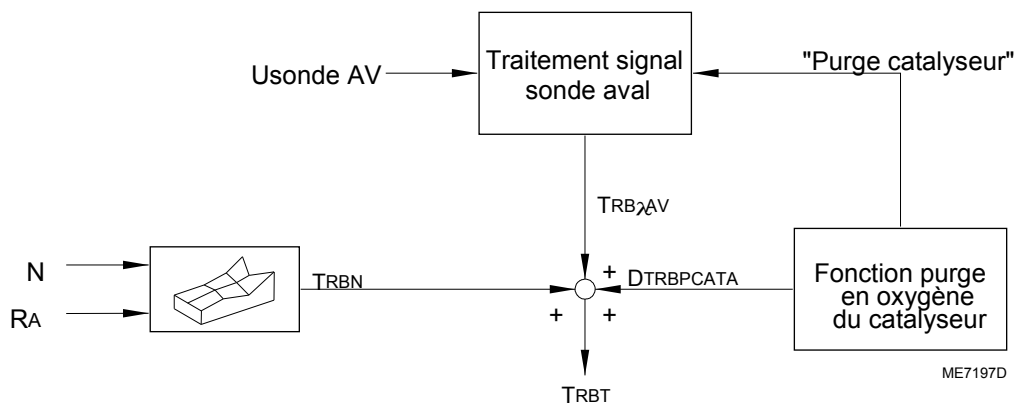 Usonde AV
Traitement signal
sonde aval
"Purge catalyseur"
TRBλAV
N
RA
TRBN
+
DTRBPCATA
+
+
Fonction purge
en oxygène
du catalyseur
ME7197D
TRBT